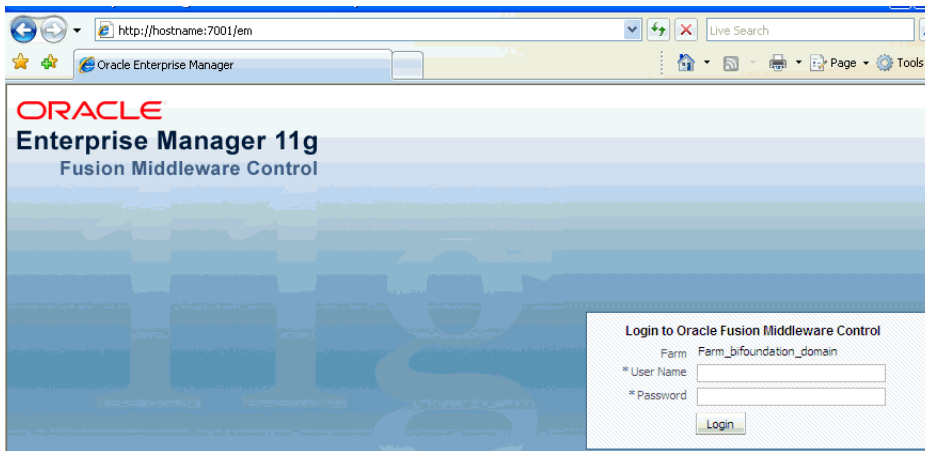 http://hostname:7001/em
Live Search
Oracle Enterprise Manager
Page
Tools
ORACLE
Enterprise Manager 11g
Fusion Middleware Control
11g
Login to Oracle Fusion Middleware Control
Farm Farm_bifoundation_domain
* User Name
* Password
Login